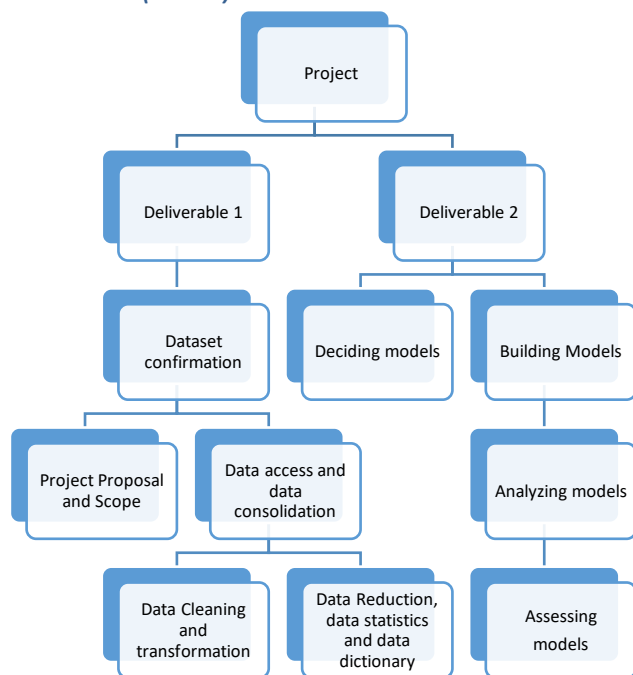 Project
Deliverable 1
Deliverable 2
Dataset
confirmation
Deciding models
Building Models
Project Proposal
and Scope
Data access and
data
consolidation
Analyzing models
Data Cleaning
and
transformation
Data Reduction,
data statistics
and data
dictionary
Assessing
models